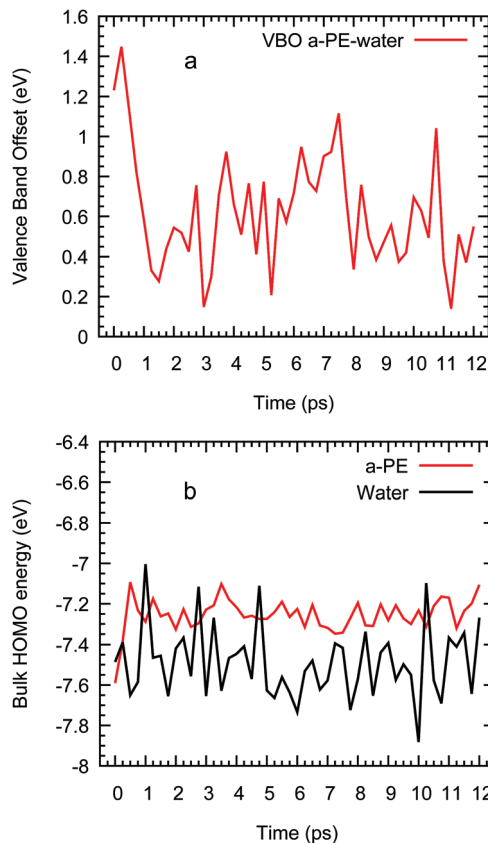 VBO a-PE-water
a
Valence Band Offset (eV)
1.6
1.4
1.2
1
0.8
0.6
0.4
0.2
0
0 1 2 3 4 5 6 7 8 9 10 11 12
Time (ps)
a-PE
Water
b
Bulk HOMO energy (eV)
-6.4
-6.6
-6.8
-7
-7.2
-7.4
-7.6
-7.8
-8
0 1 2 3 4 5 6 7 8 9 10 11 12
Time (ps)